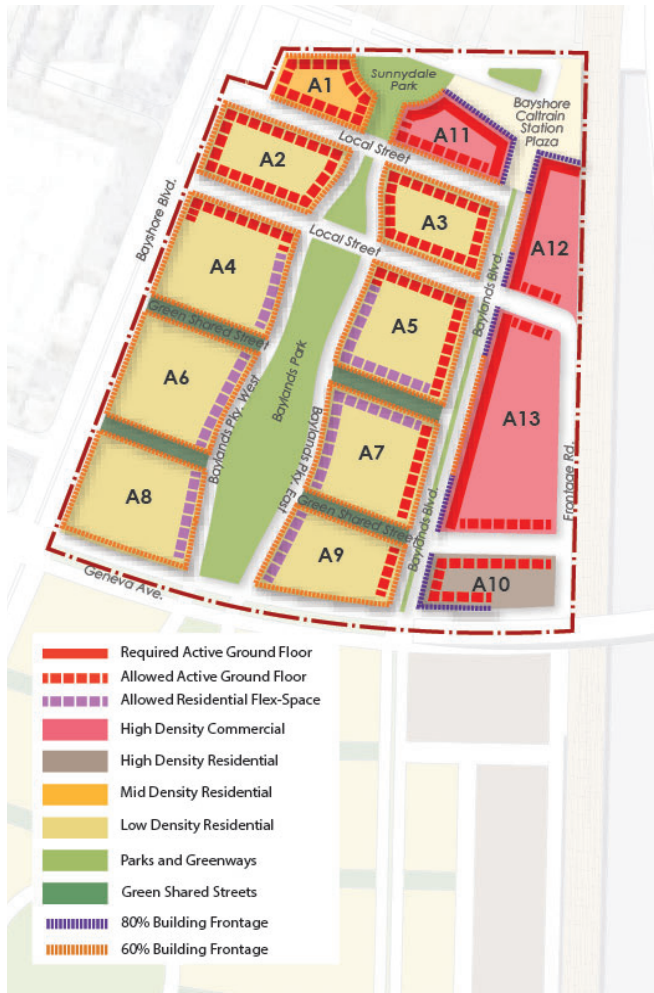 Sunnydale
Park
A1
Bayshore
Caltrain
Station
Plaza
A11
Local Street
A2
A3
A12
Bayshore Blvd.
Local Street
A4
Baylands Blvd.
Green Shared Street
A5
Baylands Park
A6
Baylands Pky. West
A13
A7
Baylands Pky. East
Frontage Rd.
A8
Green Shared Street
Baylands Blvd.
A9
A10
Geneva Ave.
Required Active Ground Floor
Allowed Active Ground Floor
Allowed Residential Flex-Space
High Density Commercial
High Density Residential
Mid Density Residential
Low Density Residential
Parks and Greenways
Green Shared Streets
80% Building Frontage
60% Building Frontage